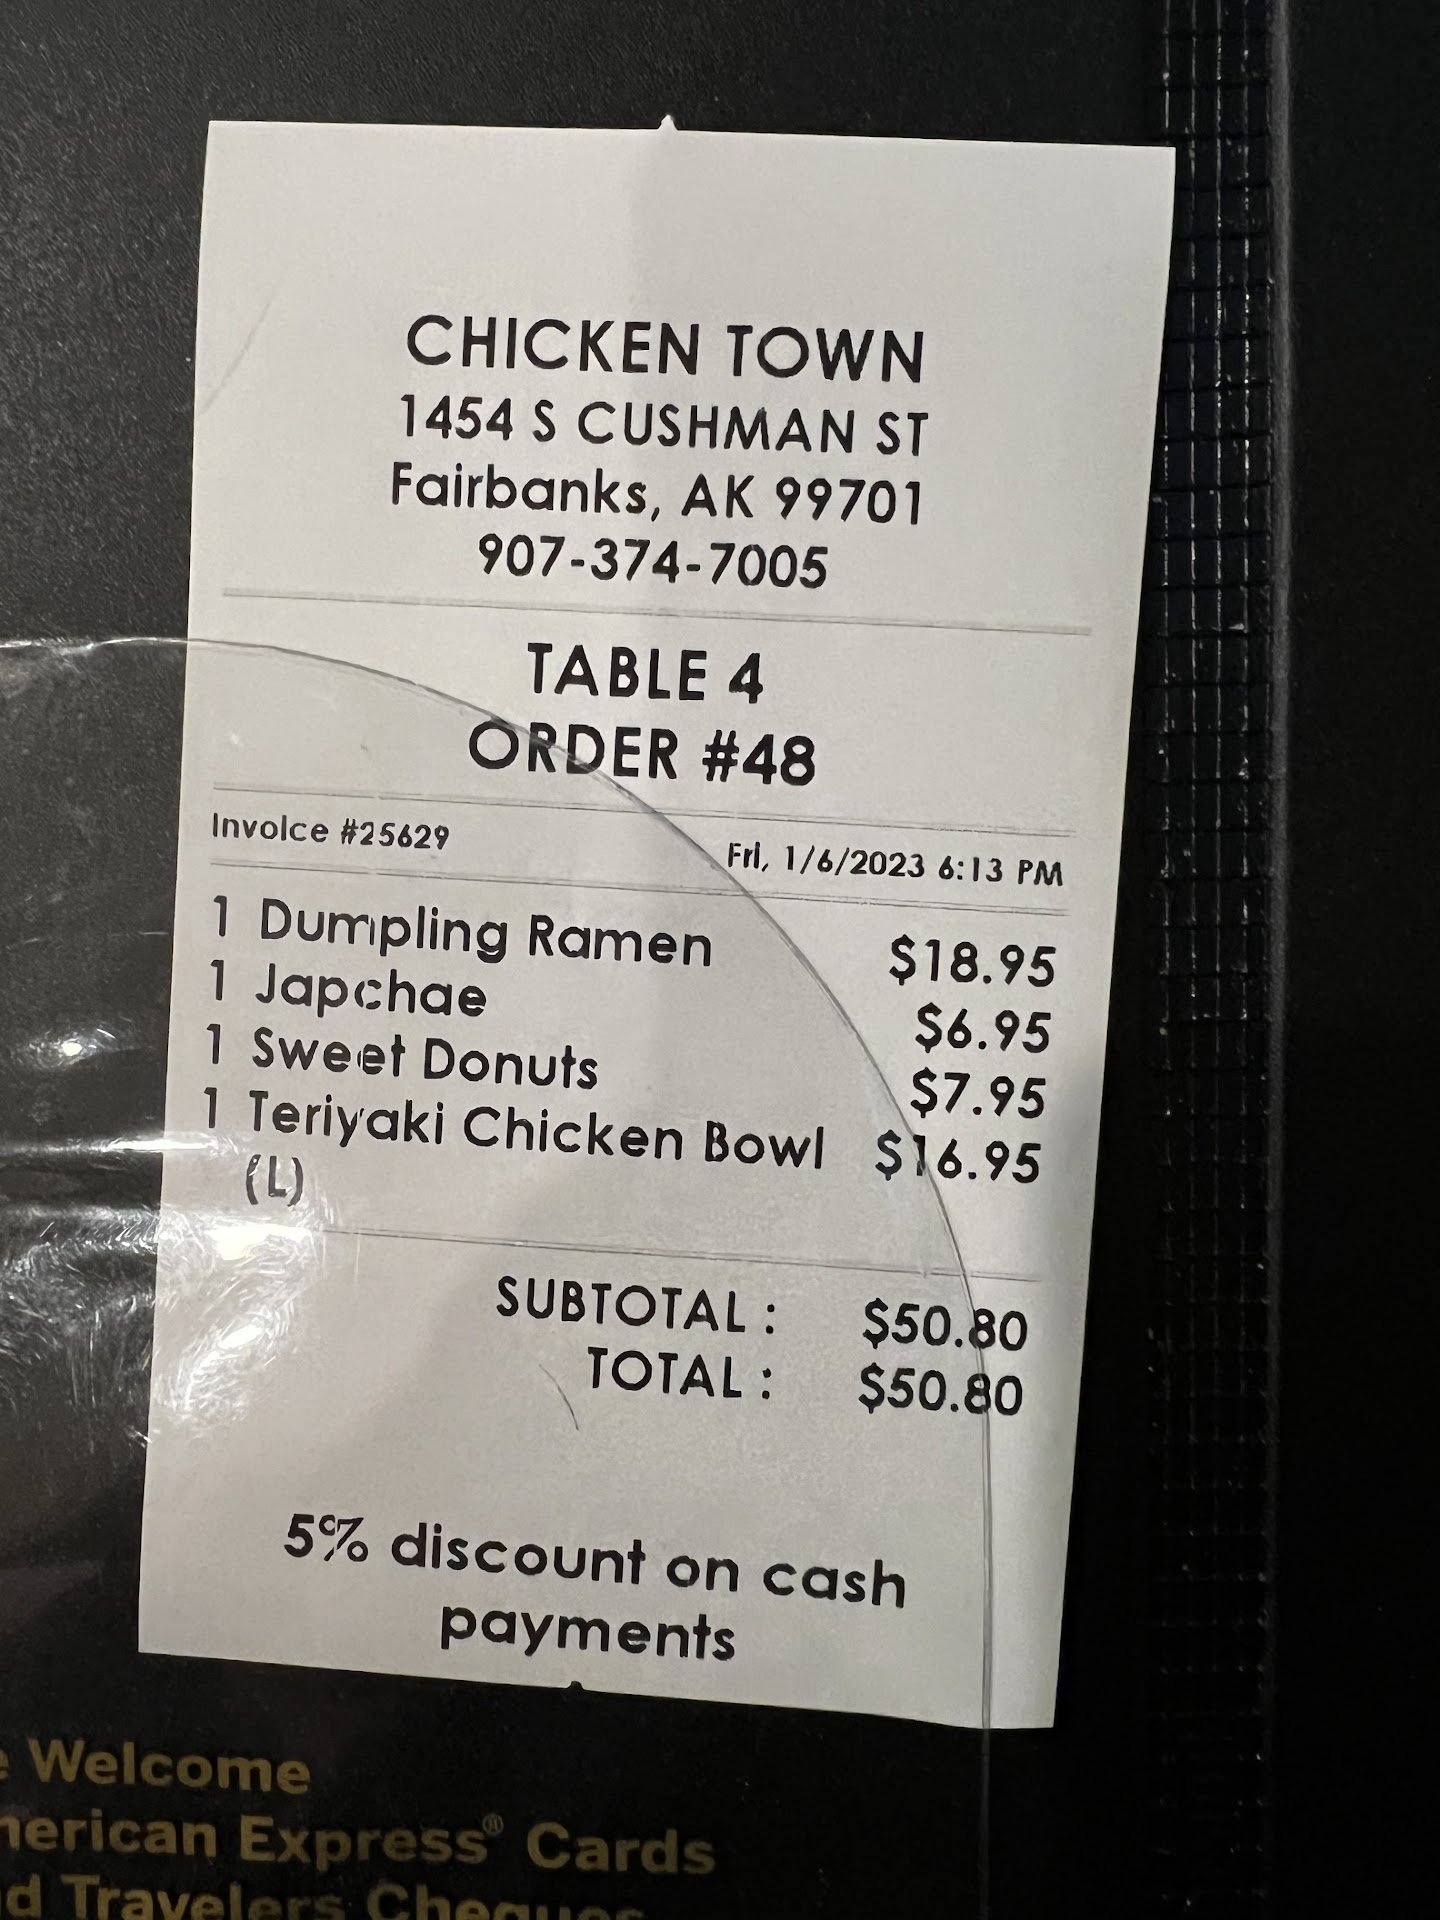 CHICKEN TOWN
1454 S CUSHMAN ST
Fairbanks, AK 99701
907-374-7005
TABLE 4
ORDER #48
Invoice #25629 Fri, 1/6/2023 6:13 PM
1 Dumpling Ramen $18.95
1 Japchae $6.95
1 Sweet Donuts $7.95
1 Teriyaki Chicken Bowl $16.95
(L)
SUBTOTAL : $50.80
TOTAL : $50.80
5% discount on cash
payments
Welcome
Express® Cards
Travelers Cheques